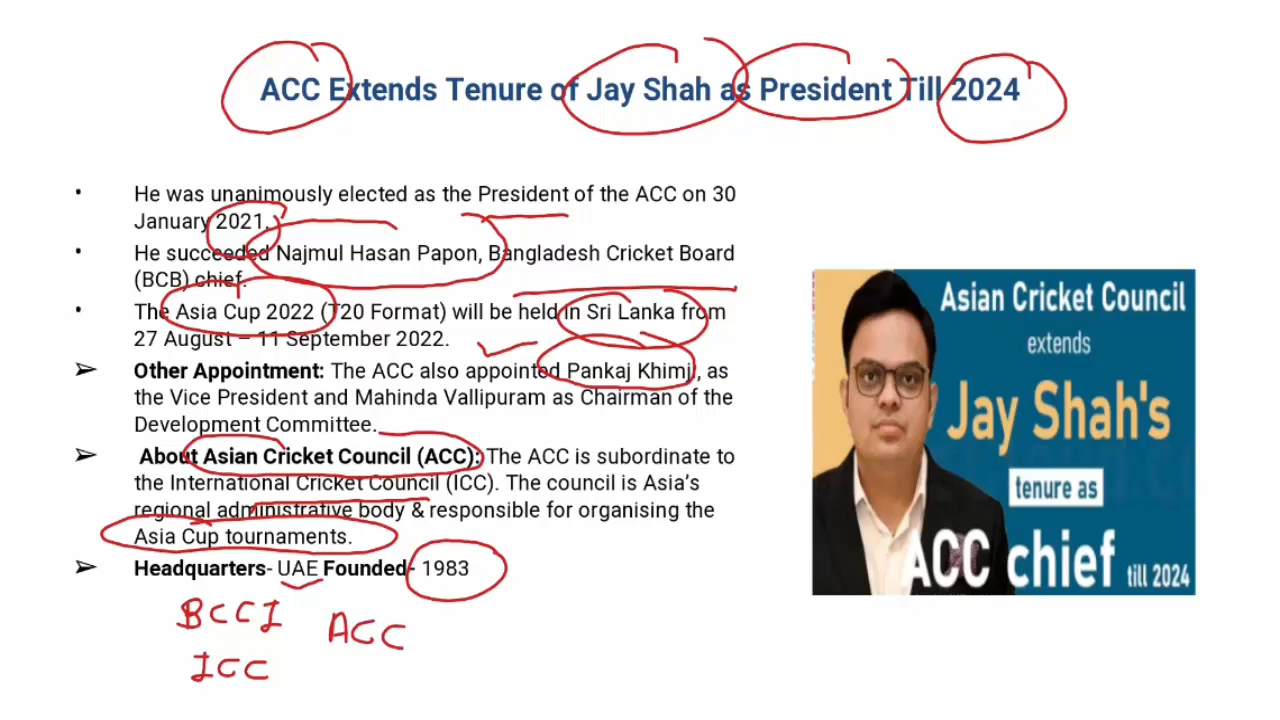 ACC Extends Tenure of Jay Shah as President Till 2024
• He was unanimously elected as the President of the ACC on 30
January 2021.
• He succeeded Najmul Hasan Papon, Bangladesh Cricket Board
(BCB) chief.
• The Asia Cup 2022 (T20 Format) will be held in Sri Lanka from
27 August – 11 September 2022.
➢ Other Appointment: The ACC also appointed Pankaj Khimji, as
the Vice President and Mahinda Vallipuram as Chairman of the
Development Committee.
➢ About Asian Cricket Council (ACC): The ACC is subordinate to
the International Cricket Council (ICC). The council is Asia's
regional administrative body & responsible for organising the
Asia Cup tournaments.
➢ Headquarters- UAE Founded- 1983
BCCI
ACC
ICC
Asian Cricket Council
extends
Jay Shah's
tenure as
ACC chief till 2024